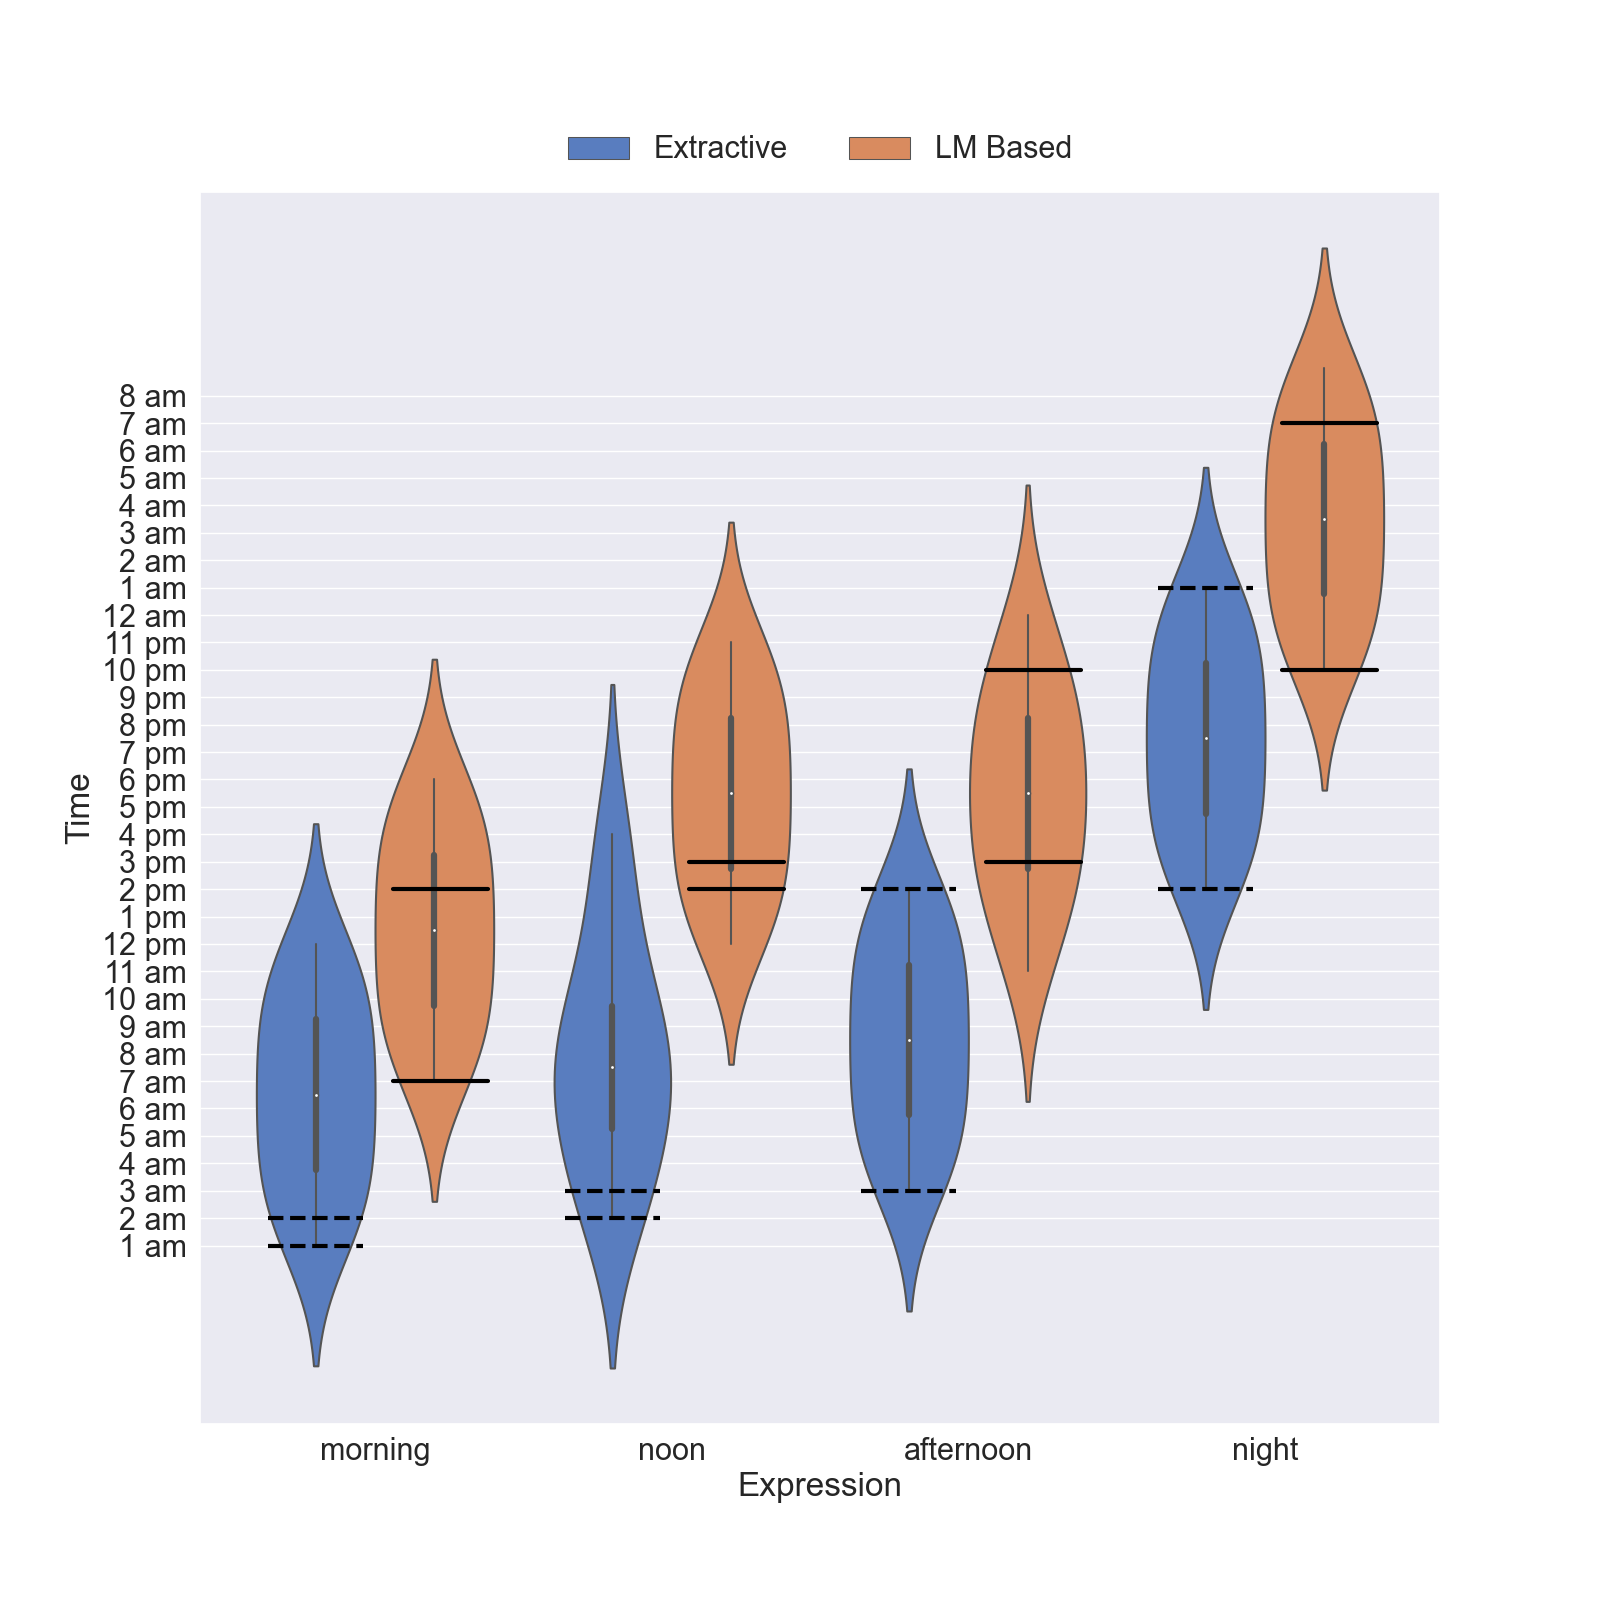 Extractive LM Based
8 am
7 am
6 am
5 am
4 am
3 am
2 am
1 am
12 am
11 pm
10 pm
9 pm
8 pm
7 pm
6 pm
5 pm
4 pm
3 pm
2 pm
1 pm
12 pm
11 am
10 am
9 am
8 am
7 am
6 am
5 am
4 am
3 am
2 am
1 am
Time
morning noon afternoon night
Expression